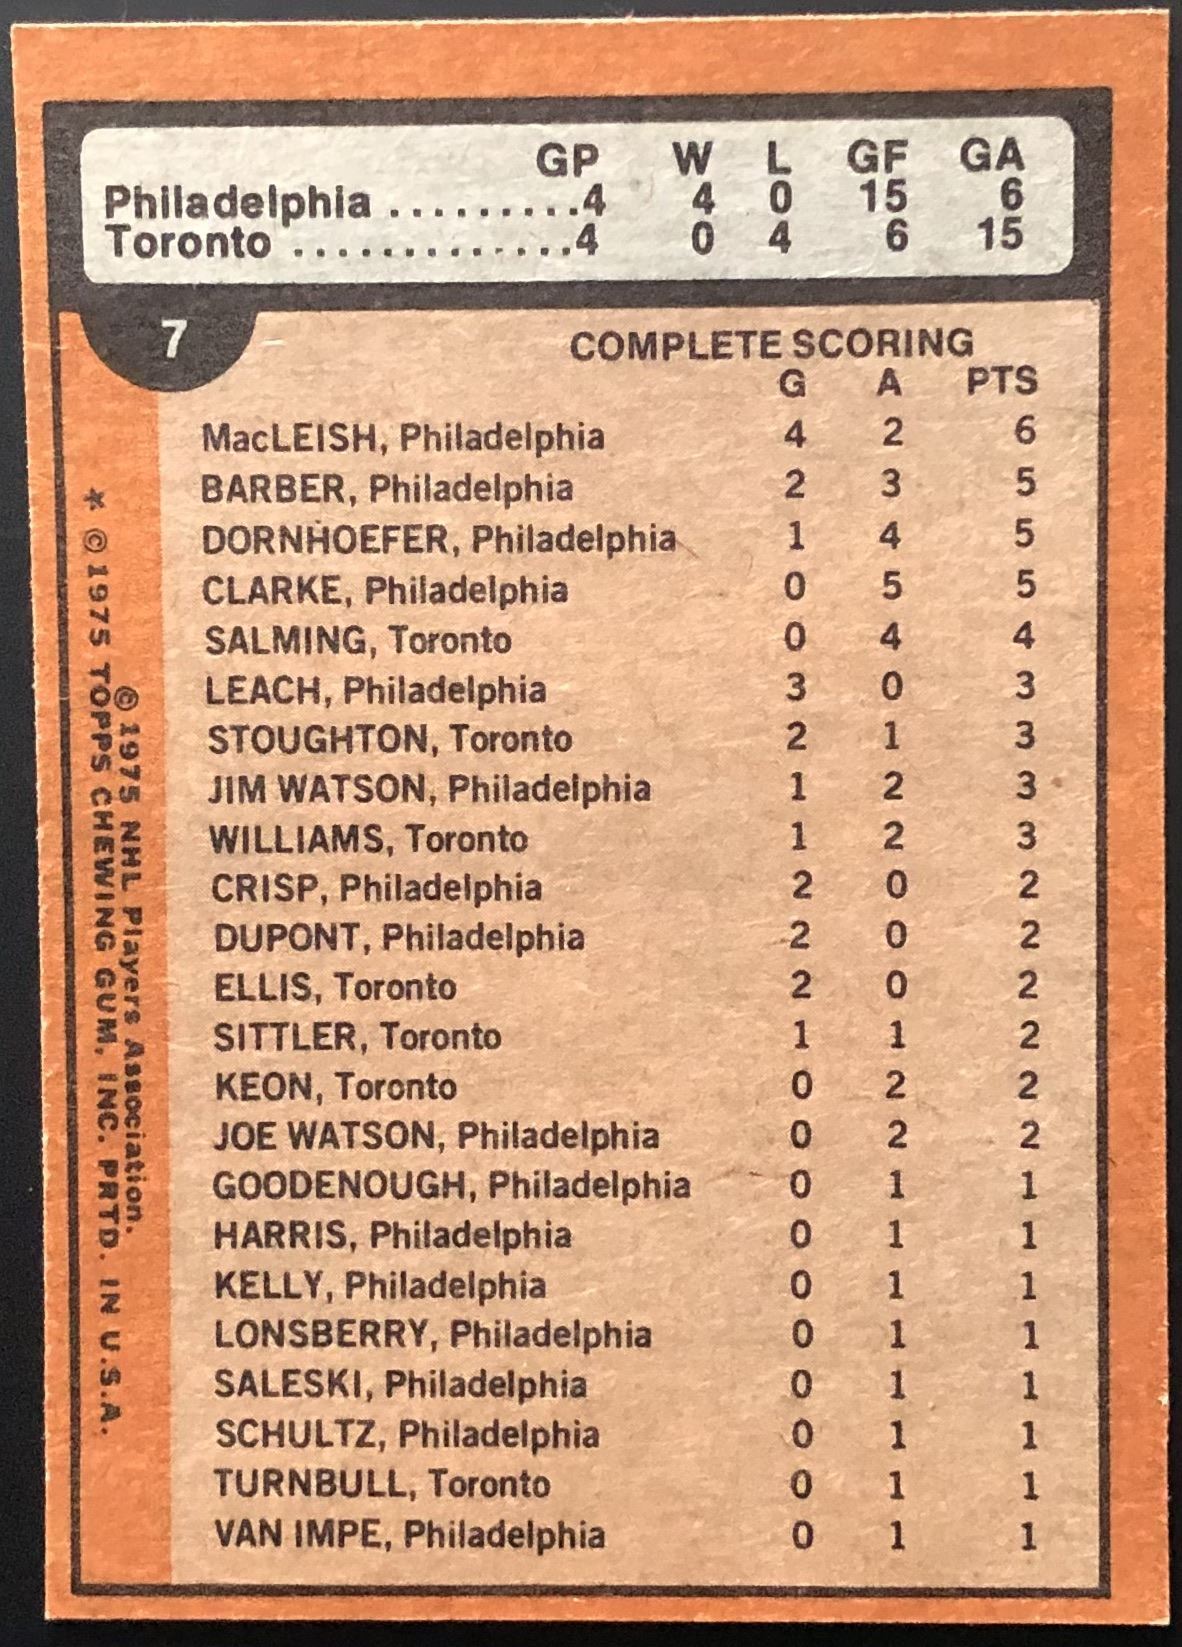 GP W L GF GA
Philadelphia ..........4 4 0 15 6
Toronto ..............4 0 4 6 15
7
COMPLETE SCORING
G A PTS
MacLEISH, Philadelphia 4 2 6
BARBER, Philadelphia 2 3 5
DORNHOEFER, Philadelphia 1 4 5
CLARKE, Philadelphia 0 5 5
SALMING, Toronto 0 4 4
LEACH, Philadelphia 3 0 3
STOUGHTON, Toronto 2 1 3
JIM WATSON, Philadelphia 1 2 3
WILLIAMS, Toronto 1 2 3
CRISP, Philadelphia 2 0 2
DUPONT, Philadelphia 2 0 2
ELLIS, Toronto 2 0 2
SITTLER, Toronto 1 1 2
KEON, Toronto 0 2 2
JOE WATSON, Philadelphia 0 2 2
GOODENOUGH, Philadelphia 0 1 1
HARRIS, Philadelphia 0 1 1
KELLY, Philadelphia 0 1 1
LONSBERRY, Philadelphia 0 1 1
SALESKI, Philadelphia 0 1 1
SCHULTZ, Philadelphia 0 1 1
TURNBULL, Toronto 0 1 1
VAN IMPE, Philadelphia 0 1 1
© 1975 NHL Players Association.
* © 1975 TOPPS CHEWING GUM, INC. PRTD. IN U.S.A.